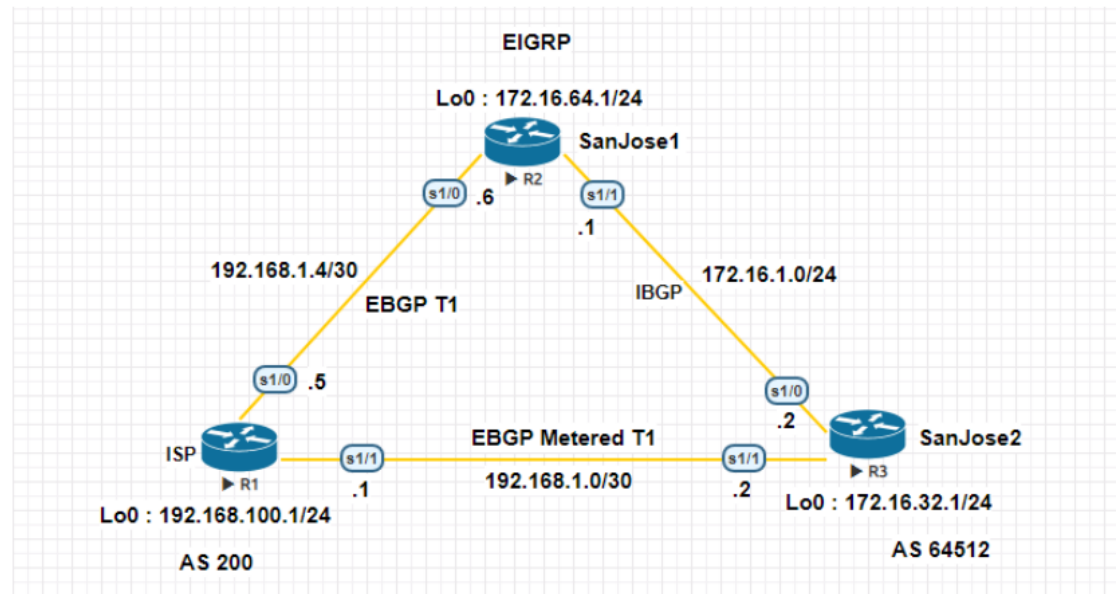 EIGRP
Lo0 : 172.16.64.1/24
SanJose1
R2
s1/0
.6
s1/1
.1
192.168.1.4/30
172.16.1.0/24
IBGP
EBGP T1
s1/0
.5
s1/0
.2
ISP
R1
s1/1
.1
EBGP Metered T1
192.168.1.0/30
s1/1
.2
SanJose2
R3
Lo0 : 192.168.100.1/24
Lo0 : 172.16.32.1/24
AS 200
AS 64512